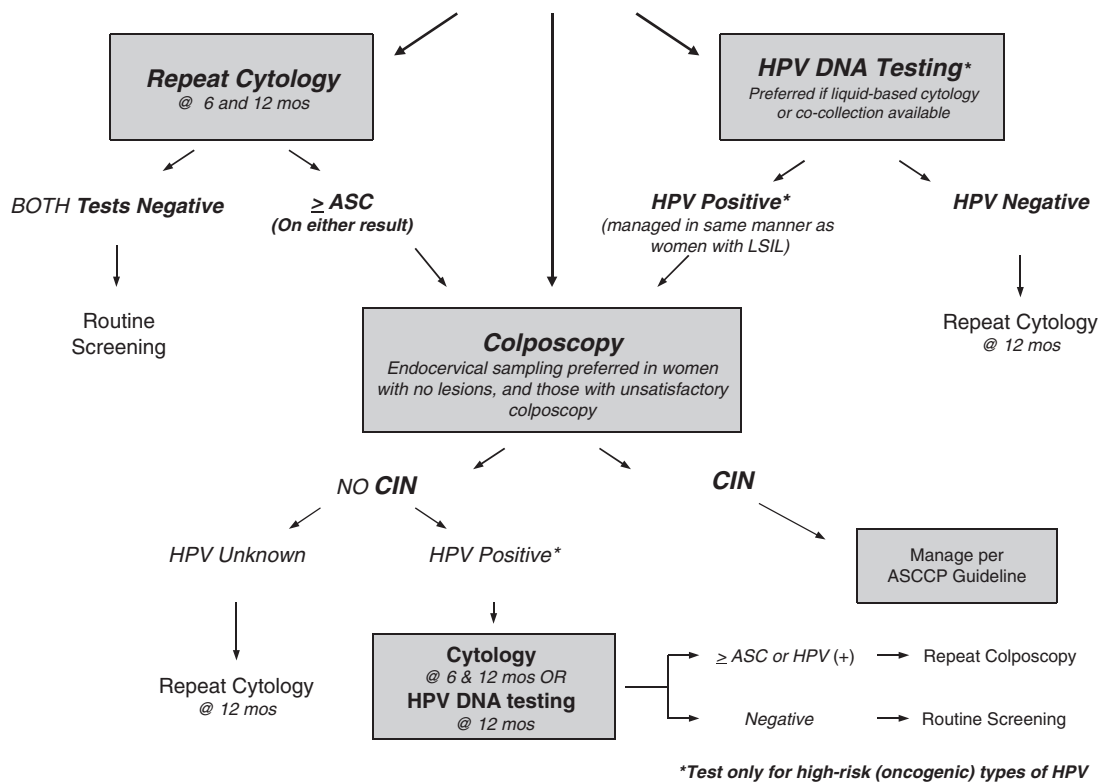 Repeat Cytology
@ 6 and 12 mos
HPV DNA Testing*
Preferred if liquid-based cytology
or co-collection available
BOTH Tests Negative
≥ ASC
(On either result)
HPV Positive*
(managed in same manner as
women with LSIL)
HPV Negative
Routine
Screening
Repeat Cytology
@ 12 mos
Colposcopy
Endocervical sampling preferred in women
with no lesions, and those with unsatisfactory
colposcopy
NO CIN
CIN
HPV Unknown
HPV Positive*
Manage per
ASCCP Guideline
Repeat Cytology
@ 12 mos
Cytology
@ 6 & 12 mos OR
HPV DNA testing
@ 12 mos
≥ ASC or HPV (+)
Repeat Colposcopy
Negative
Routine Screening
*Test only for high-risk (oncogenic) types of HPV